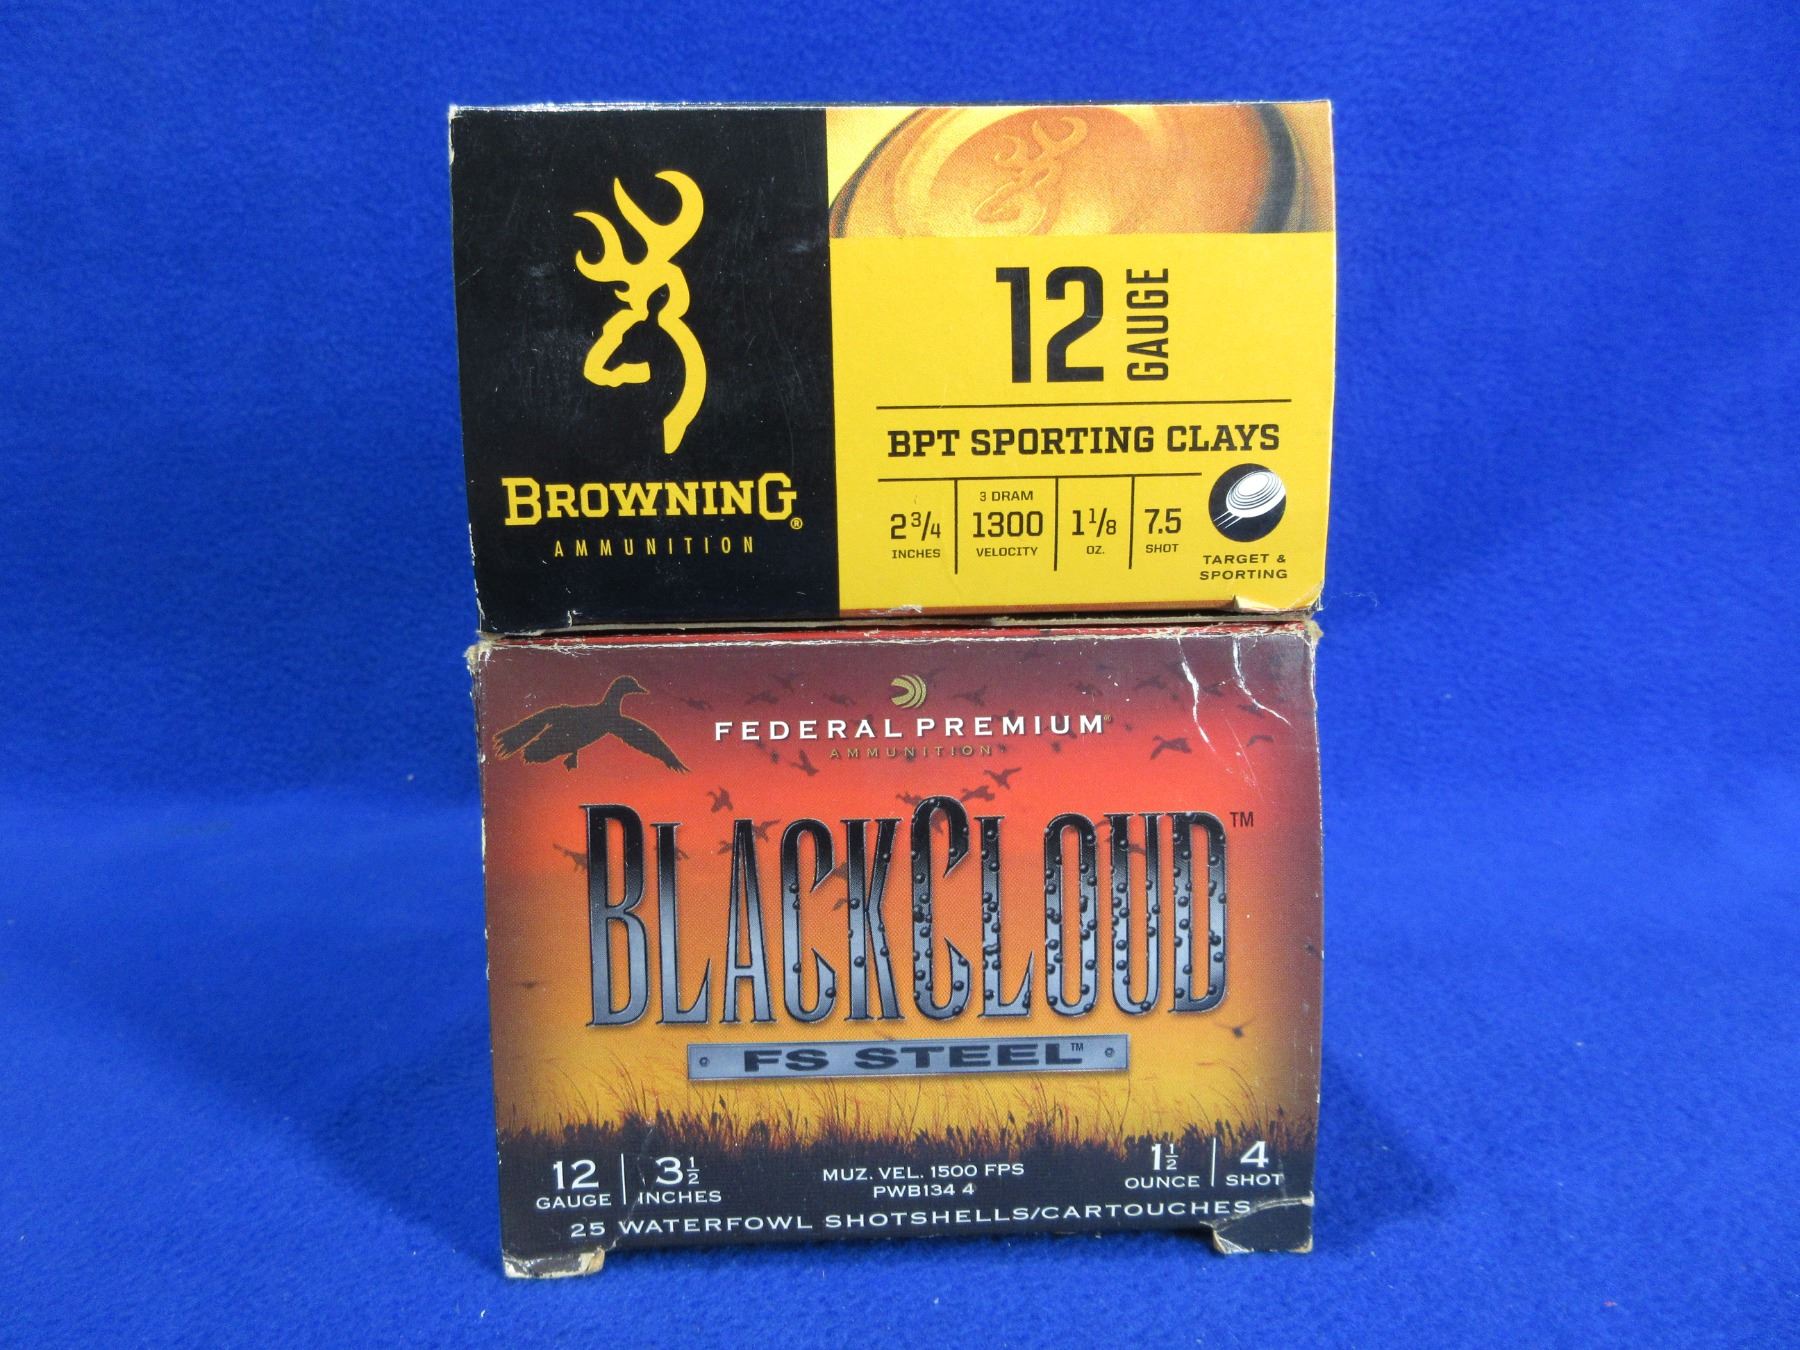 12 GAUGE
BPT SPORTING CLAYS
BROWNING®
AMMUNITION
2 3/4 INCHES
3 DRAM 1300 VELOCITY
1 1/8 OZ.
7.5 SHOT
TARGET &
SPORTING
FEDERAL PREMIUM®
AMMUNITION
BLACKCLOUD™
FS STEEL™
12 GAUGE
3 1/2 INCHES
MUZ. VEL. 1500 FPS
PWB134 4
1 1/2 OUNCE
4 SHOT
25 WATERFOWL SHOTSHELLS/CARTOUCHES